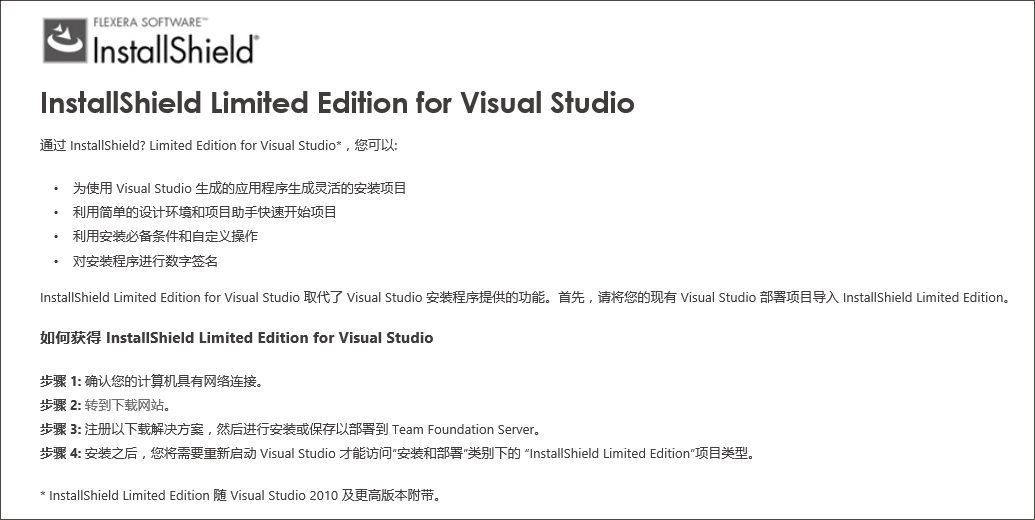 FLEXERA SOFTWARE™
InstallShield®
InstallShield Limited Edition for Visual Studio
通过 InstallShield? Limited Edition for Visual Studio*，您可以:
• 为使用 Visual Studio 生成的应用程序生成灵活的安装项目
• 利用简单的设计环境和项目助手快速开始项目
• 利用安装必备条件和自定义操作
• 对安装程序进行数字签名
InstallShield Limited Edition for Visual Studio 取代了 Visual Studio 安装程序提供的功能。首先，请将您的现有 Visual Studio 部署项目导入 InstallShield Limited Edition。
如何获得 InstallShield Limited Edition for Visual Studio
步骤 1: 确认您的计算机具有网络连接。
步骤 2: 转到下载网站。
步骤 3: 注册以下载解决方案，然后进行安装或保存以部署到 Team Foundation Server。
步骤 4: 安装之后，您将需要重新启动 Visual Studio 才能访问“安装和部署”类别下的 “InstallShield Limited Edition”项目类型。
* InstallShield Limited Edition 随 Visual Studio 2010 及更高版本附带。